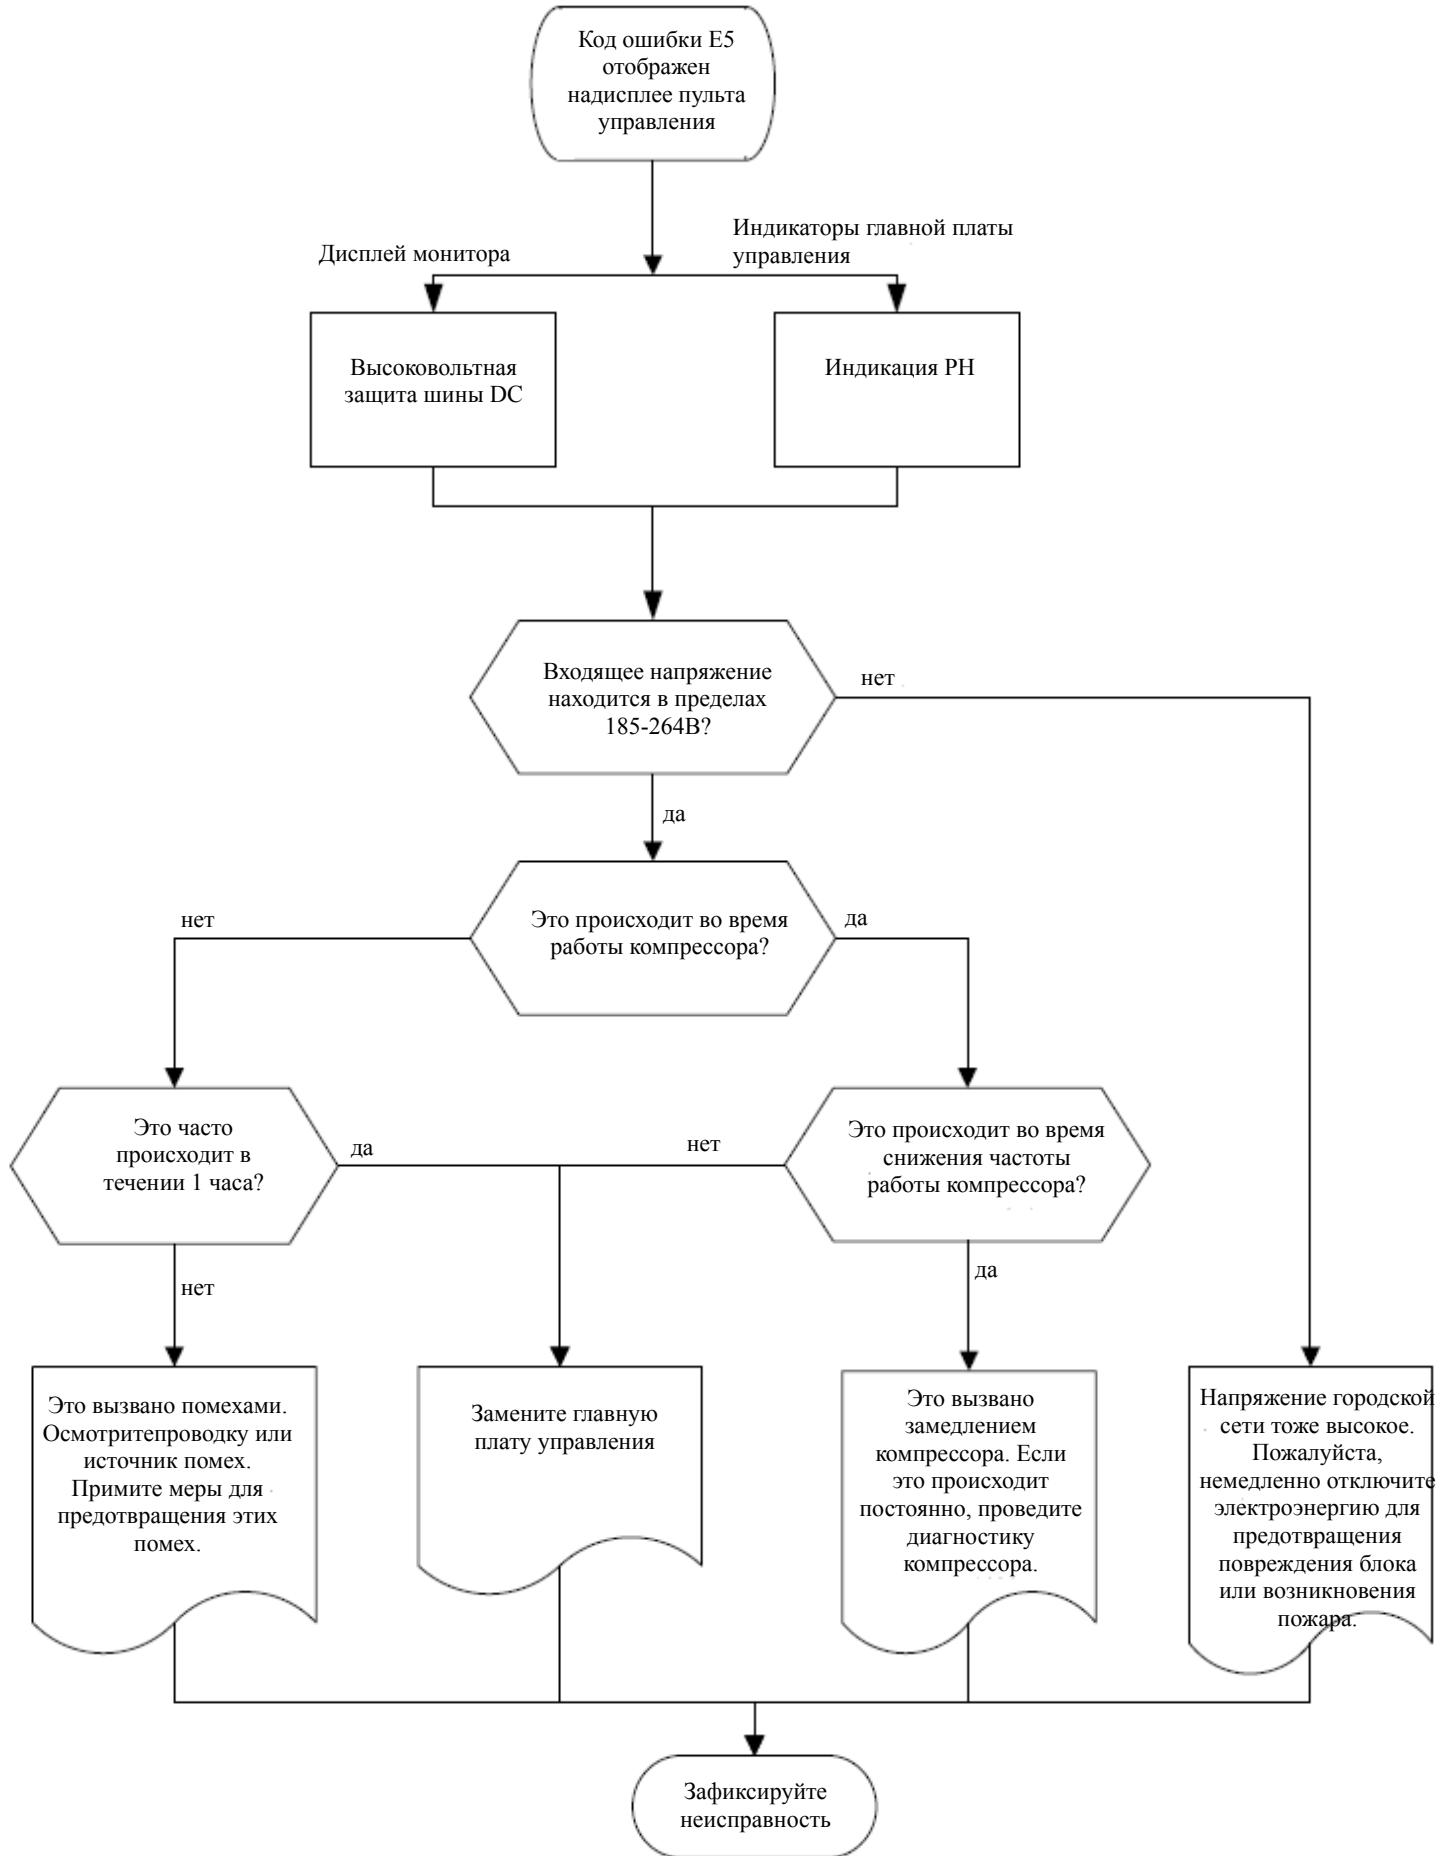 Код ошибки E5
отображен
надисплее пульта
управления
Дисплей монитора
Индикаторы главной платы
управления
Высоковольтная
защита шины DC
Индикация PH
Входящее напряжение
находится в пределах
185-264В?
нет
да
Это происходит во время
работы компрессора?
нет
да
Это часто
происходит в
течении 1 часа?
да
нет
Это происходит во время
снижения частоты
работы компрессора?
нет
да
Это вызвано помехами.
Осмотритепроводку или
источник помех.
Примите меры для
предотвращения этих
помех.
Замените главную
плату управления
Это вызвано
замедлением
компрессора. Если
это происходит
постоянно, проведите
диагностику
компрессора.
Напряжение городской
сети тоже высокое.
Пожалуйста,
немедленно отключите
электроэнергию для
предотвращения
повреждения блока
или возникновения
пожара.
Зафиксируйте
неисправность